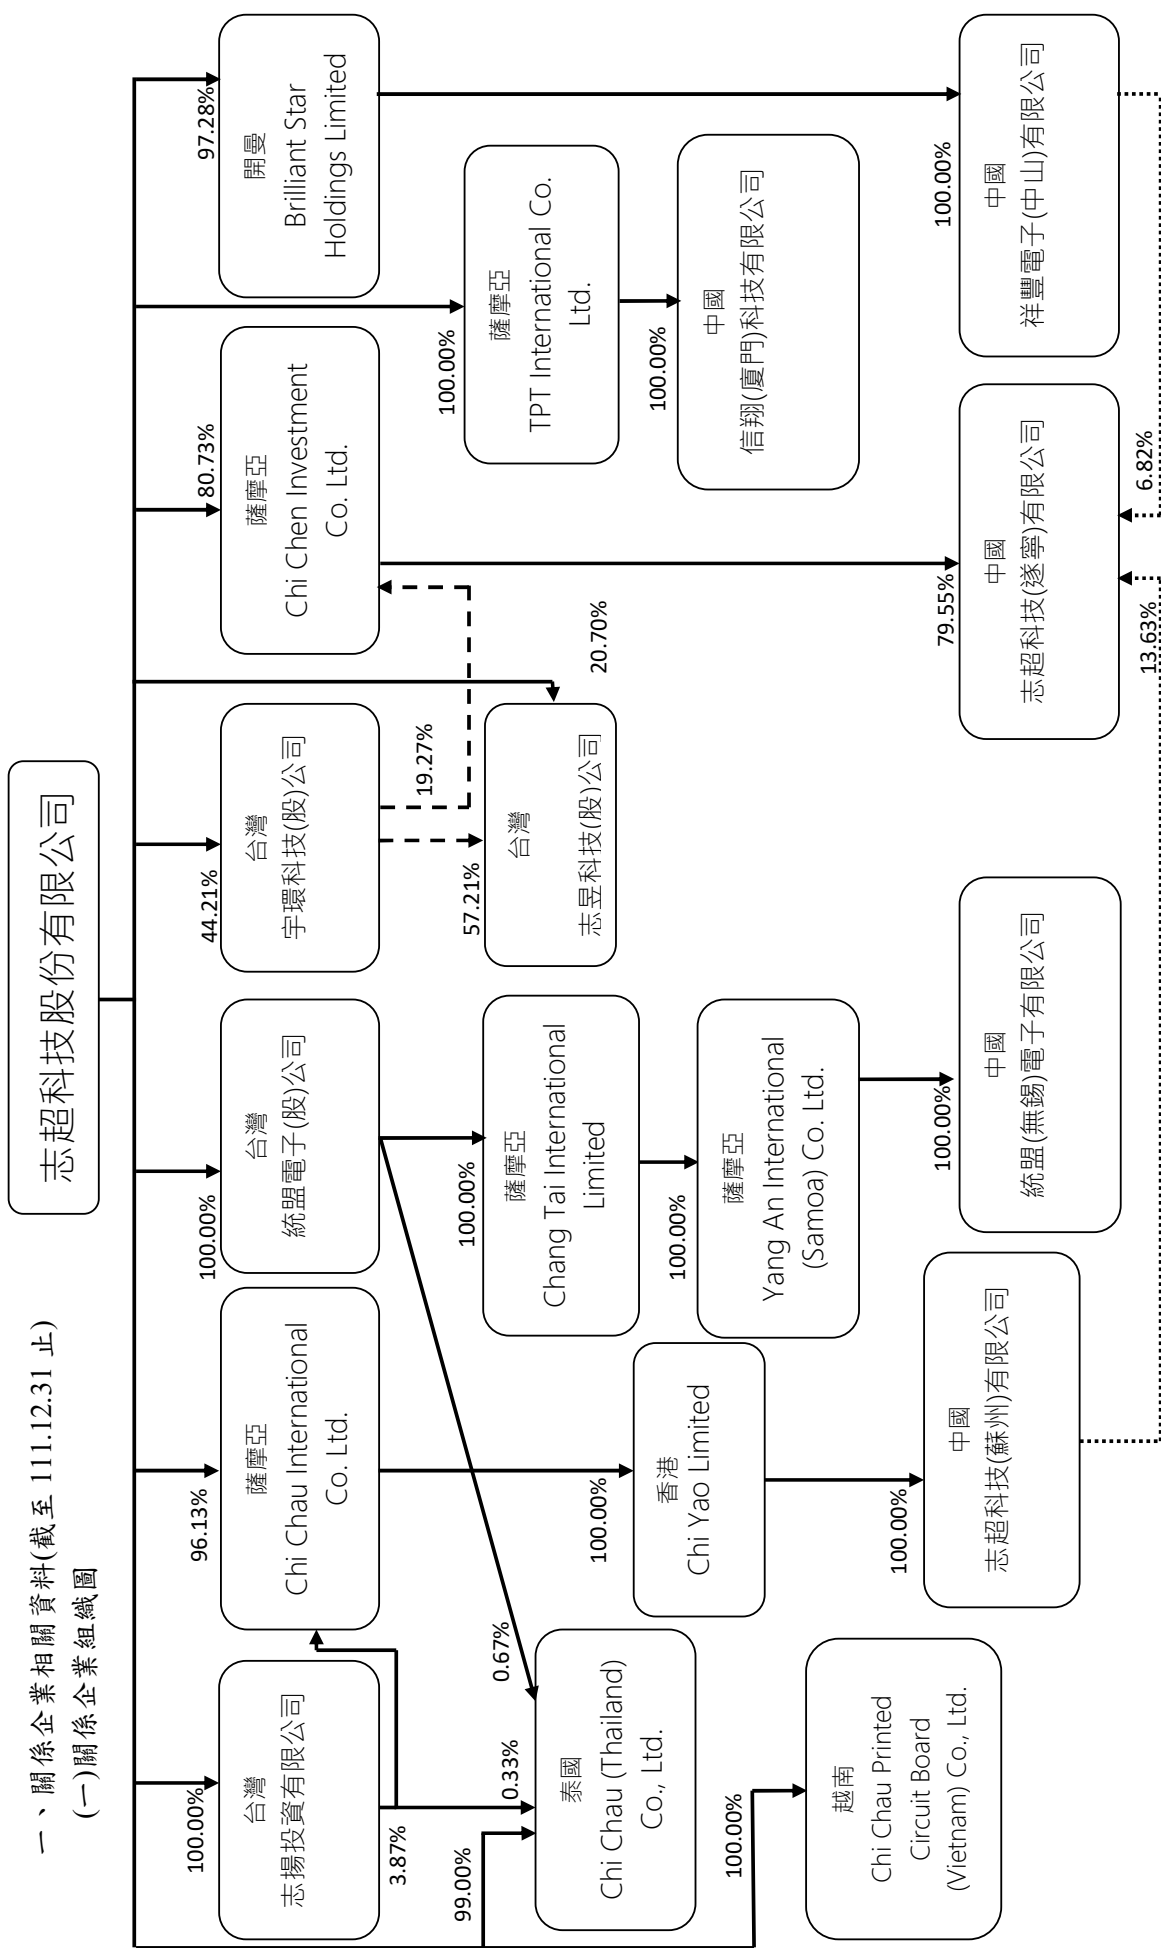 一、關係企業相關資料(截至 111.12.31 止)
(一)關係企業組織圖
志超科技股份有限公司
100.00%
台灣
志揚投資有限公司
96.13%
薩摩亞
Chi Chau International
Co. Ltd.
100.00%
台灣
統盟電子(股)公司
44.21%
台灣
宇環科技(股)公司
80.73%
薩摩亞
Chi Chen Investment
Co. Ltd.
97.28%
開曼
Brilliant Star
Holdings Limited
3.87%
19.27%
99.00%
0.33%
0.67%
泰國
Chi Chau (Thailand)
Co., Ltd.
100.00%
薩摩亞
Chang Tai International
Limited
57.21%
台灣
志昱科技(股)公司
20.70%
100.00%
薩摩亞
TPT International Co.
Ltd.
100.00%
香港
Chi Yao Limited
100.00%
薩摩亞
Yang An International
(Samoa) Co. Ltd.
100.00%
中國
信翔(廈門)科技有限公司
100.00%
越南
Chi Chau Printed
Circuit Board
(Vietnam) Co., Ltd.
100.00%
中國
志超科技(蘇州)有限公司
100.00%
中國
統盟(無錫)電子有限公司
79.55%
中國
志超科技(遂寧)有限公司
100.00%
中國
祥豐電子(中山)有限公司
13.63%
6.82%